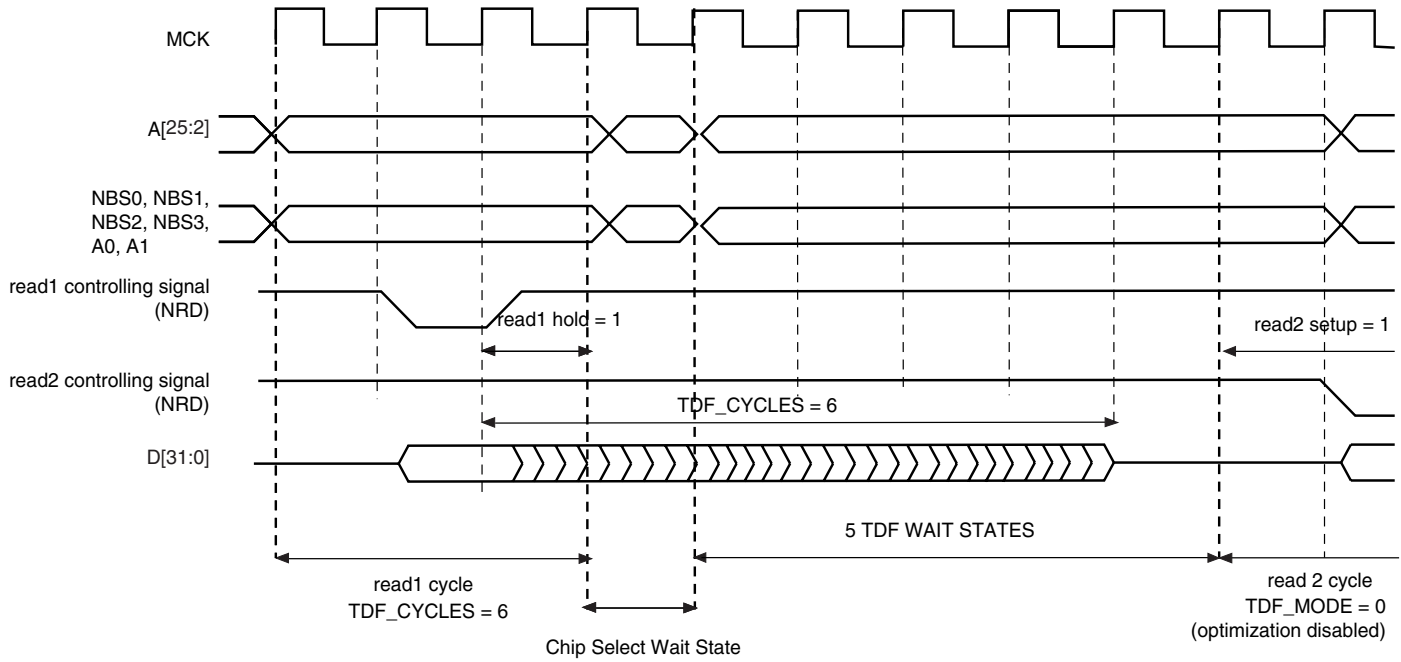 MCK
A[25:2]
NBS0, NBS1,
NBS2, NBS3,
A0, A1
read1 controlling signal
(NRD)
read1 hold = 1
read2 setup = 1
read2 controlling signal
(NRD)
TDF_CYCLES = 6
D[31:0]
5 TDF WAIT STATES
read1 cycle
TDF_CYCLES = 6
Chip Select Wait State
read 2 cycle
TDF_MODE = 0
(optimization disabled)